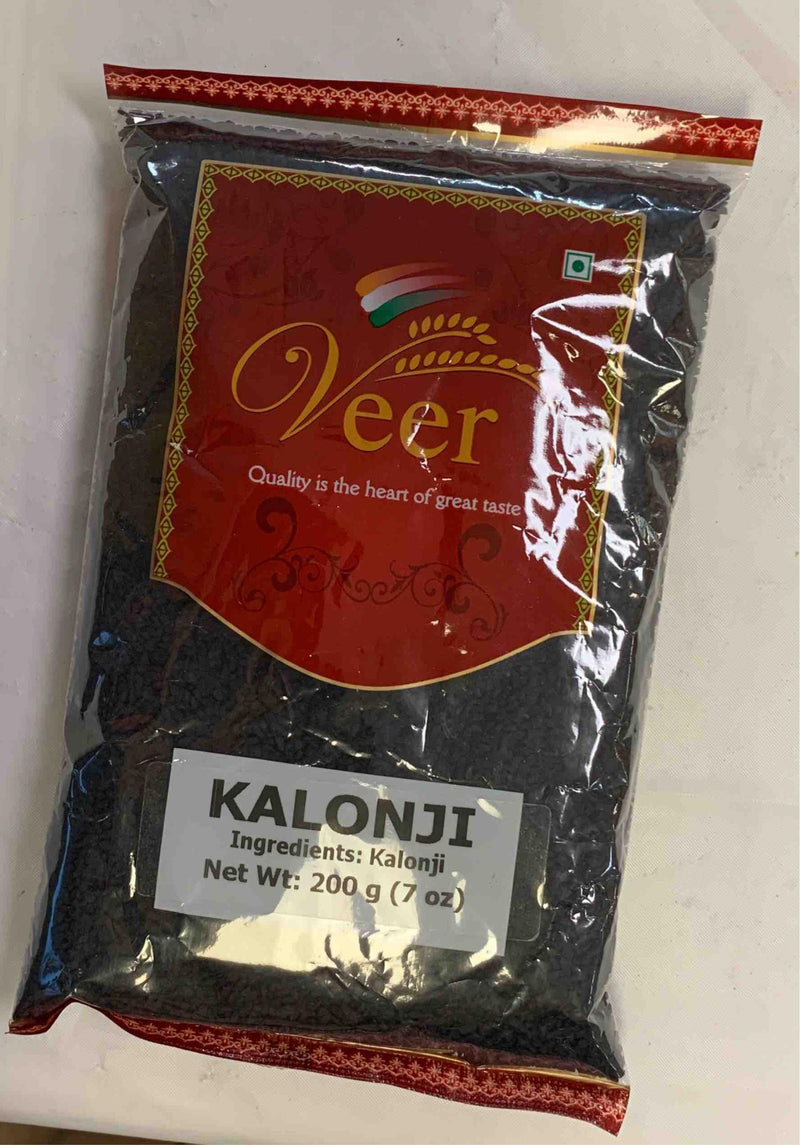 Veer
Quality is the heart of great taste
KALONJI
Ingredients: Kalonji
Net Wt: 200 g (7 oz)